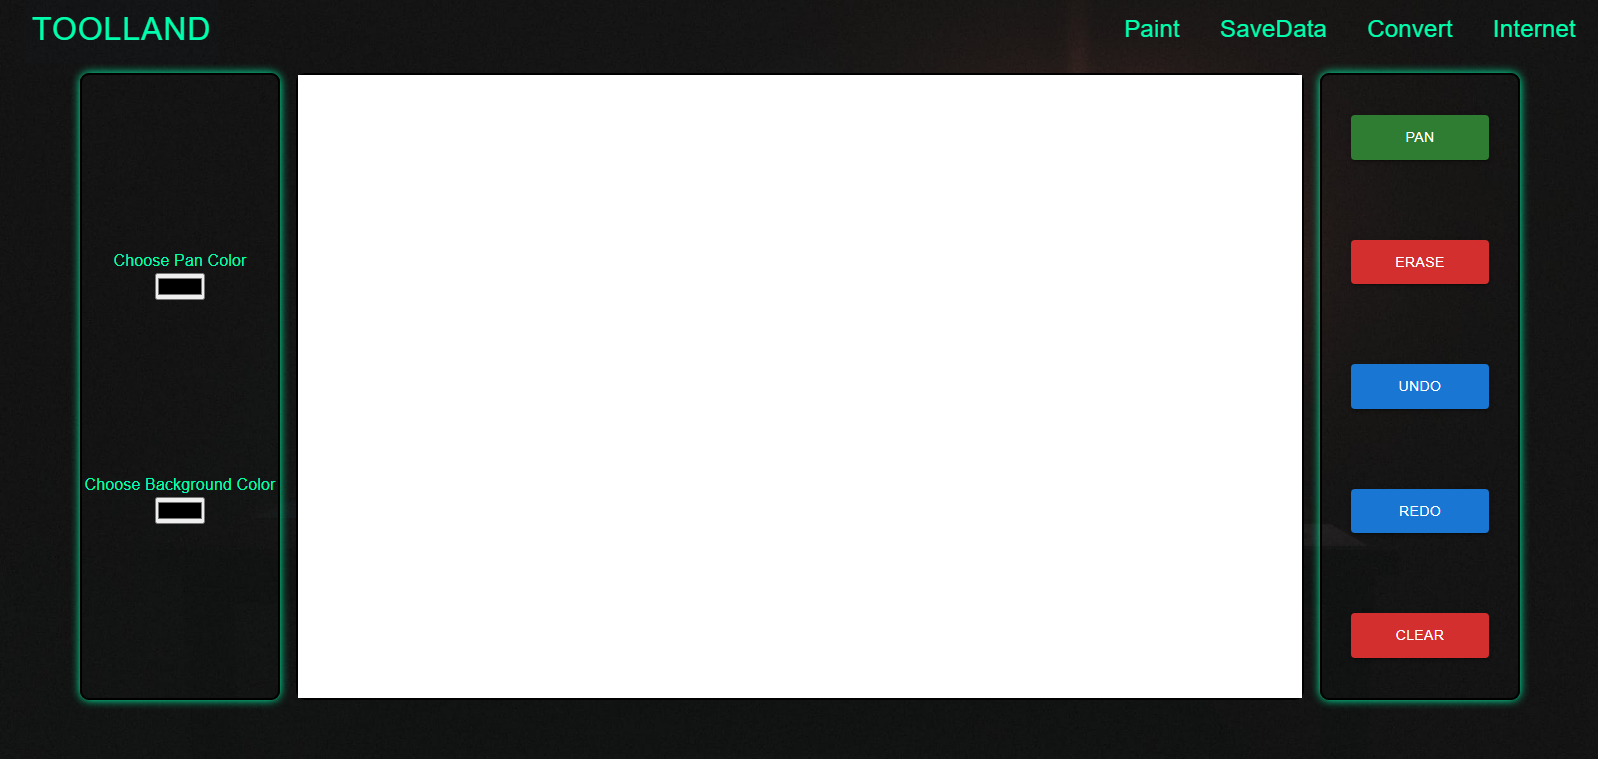 TOOLLAND
Paint SaveData Convert Internet
Choose Pan Color
Choose Background Color
PAN
ERASE
UNDO
REDO
CLEAR